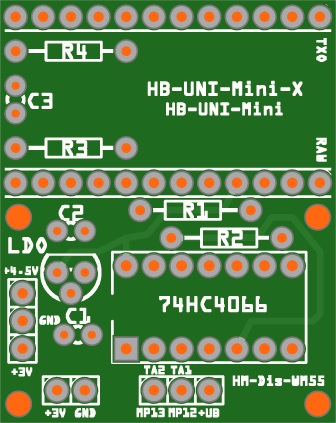 TXO
R4
HB-UNI-Mini-X
C3
HB-UNI-Mini
R3
RAW
C2
R1
LDO
R2
+4.5V
74HC4066
GND
C1
+3V
TA2 TA1
HM-Dis-WM55
+3V GND
MP13 MP12 +UB